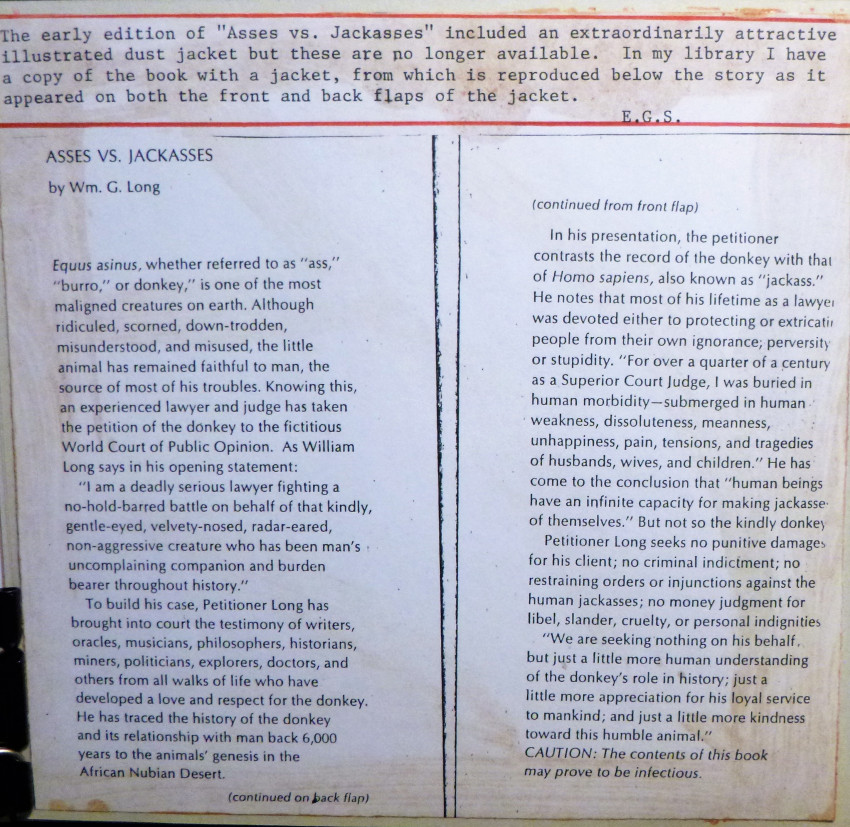 The early edition of "Asses vs. Jackasses" included an extraordinarily attractive
illustrated dust jacket but these are no longer available. In my library I have
a copy of the book with a jacket, from which is reproduced below the story as it
appeared on both the front and back flaps of the jacket.
E.G.S.
ASSES VS. JACKASSES
by Wm. G. Long
Equus asinus, whether referred to as "ass,"
"burro," or donkey," is one of the most
maligned creatures on earth. Although
ridiculed, scorned, down-trodden,
misunderstood, and misused, the little
animal has remained faithful to man, the
source of most of his troubles. Knowing this,
an experienced lawyer and judge has taken
the petition of the donkey to the fictitious
World Court of Public Opinion. As William
Long says in his opening statement:
"I am a deadly serious lawyer fighting a
no-hold-barred battle on behalf of that kindly,
gentle-eyed, velvety-nosed, radar-eared,
non-aggressive creature who has been man's
uncomplaining companion and burden
bearer throughout history."
To build his case, Petitioner Long has
brought into court the testimony of writers,
oracles, musicians, philosophers, historians,
miners, politicians, explorers, doctors, and
others from all walks of life who have
developed a love and respect for the donkey.
He has traced the history of the donkey
and its relationship with man back 6,000
years to the animals' genesis in the
African Nubian Desert.
(continued on back flap)
(continued from front flap)
In his presentation, the petitioner
contrasts the record of the donkey with that
of Homo sapiens, also known as "jackass."
He notes that most of his lifetime as a lawyer
was devoted either to protecting or extricati
people from their own ignorance; perversity
or stupidity. "For over a quarter of a century
as a Superior Court Judge, I was buried in
human morbidity—submerged in human
weakness, dissoluteness, meanness,
unhappiness, pain, tensions, and tragedies
of husbands, wives, and children." He has
come to the conclusion that "human beings
have an infinite capacity for making jackasse
of themselves." But not so the kindly donkey
Petitioner Long seeks no punitive damages
for his client; no criminal indictment; no
restraining orders or injunctions against the
human jackasses; no money judgment for
libel, slander, cruelty, or personal indignities
"We are seeking nothing on his behalf.
but just a little more human understanding
of the donkey's role in history; just a
little more appreciation for his loyal service
to mankind; and just a little more kindness
toward this humble animal."
CAUTION: The contents of this book
may prove to be infectious.